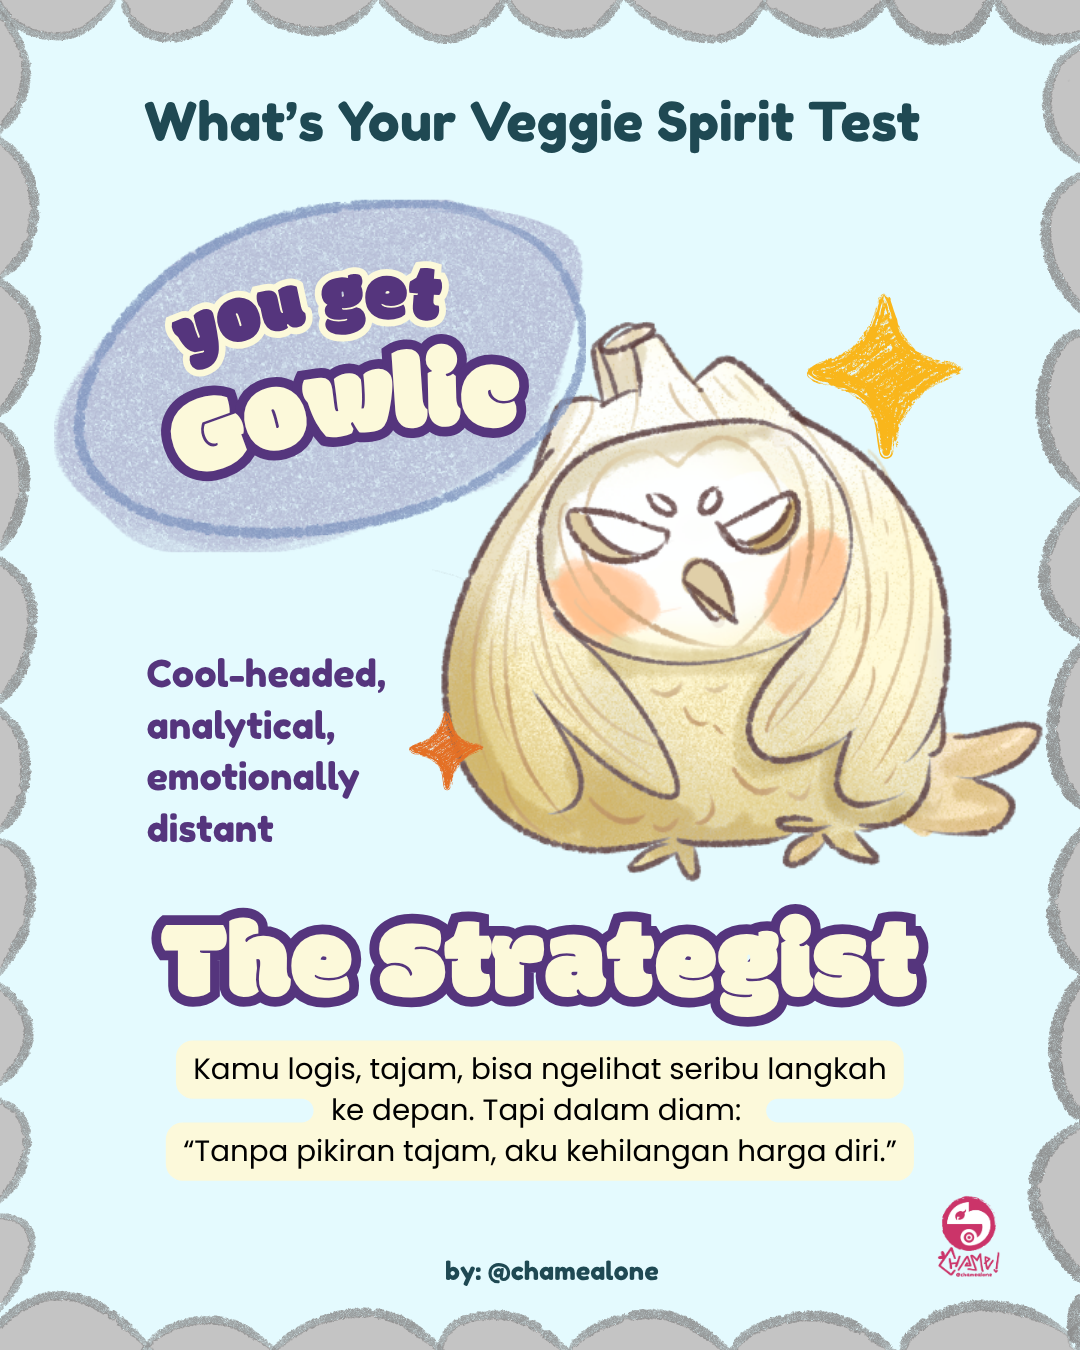 What’s Your Veggie Spirit Test
you get
Gowlic
Cool-headed,
analytical,
emotionally
distant
The Strategist
Kamu logis, tajam, bisa ngelihat seribu langkah
ke depan. Tapi dalam diam:
“Tanpa pikiran tajam, aku kehilangan harga diri.”
CHAME!
@chamealone
by: @chamealone